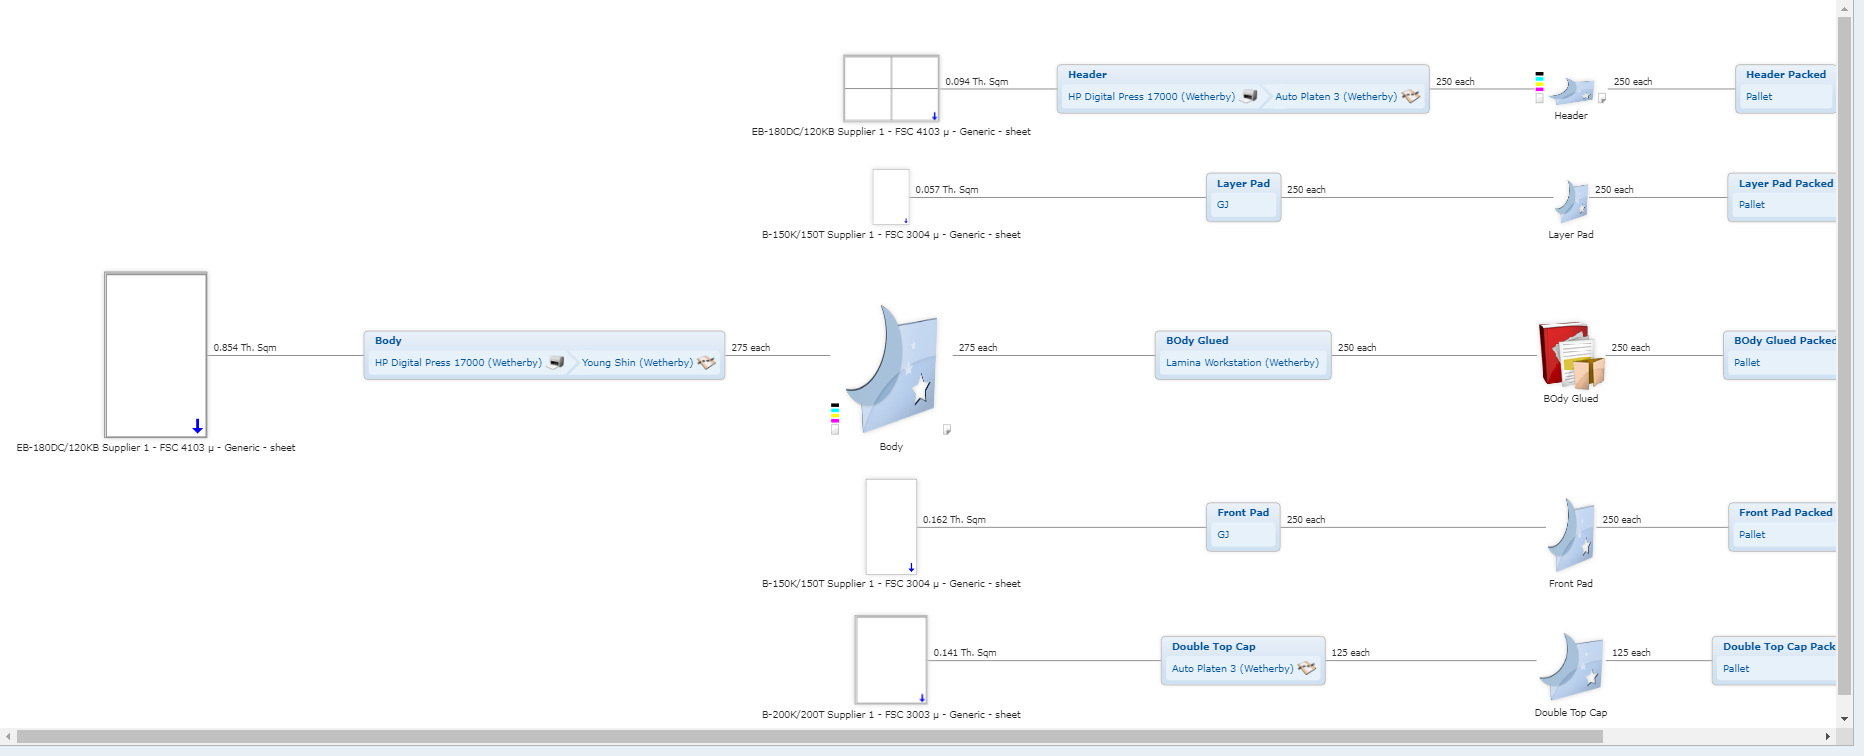 0.094 Th. Sqm
Header
HP Digital Press 17000 (Wetherby)
Auto Platen 3 (Wetherby)
250 each
250 each
Header Packed
Pallet
Header
EB-180DC/120KB Supplier 1 - FSC 4103 µ - Generic - sheet
0.057 Th. Sqm
Layer Pad
GJ
250 each
250 each
Layer Pad Packed
Pallet
Layer Pad
B-150K/150T Supplier 1 - FSC 3004 µ - Generic - sheet
0.854 Th. Sqm
Body
HP Digital Press 17000 (Wetherby)
Young Shin (Wetherby)
275 each
275 each
BOdy Glued
Lamina Workstation (Wetherby)
250 each
250 each
BOdy Glued Packed
Pallet
BOdy Glued
Body
EB-180DC/120KB Supplier 1 - FSC 4103 µ - Generic - sheet
0.162 Th. Sqm
Front Pad
GJ
250 each
250 each
Front Pad Packed
Pallet
Front Pad
B-150K/150T Supplier 1 - FSC 3004 µ - Generic - sheet
0.141 Th. Sqm
Double Top Cap
Auto Platen 3 (Wetherby)
125 each
125 each
Double Top Cap Pack
Pallet
Double Top Cap
B-200K/200T Supplier 1 - FSC 3003 µ - Generic - sheet